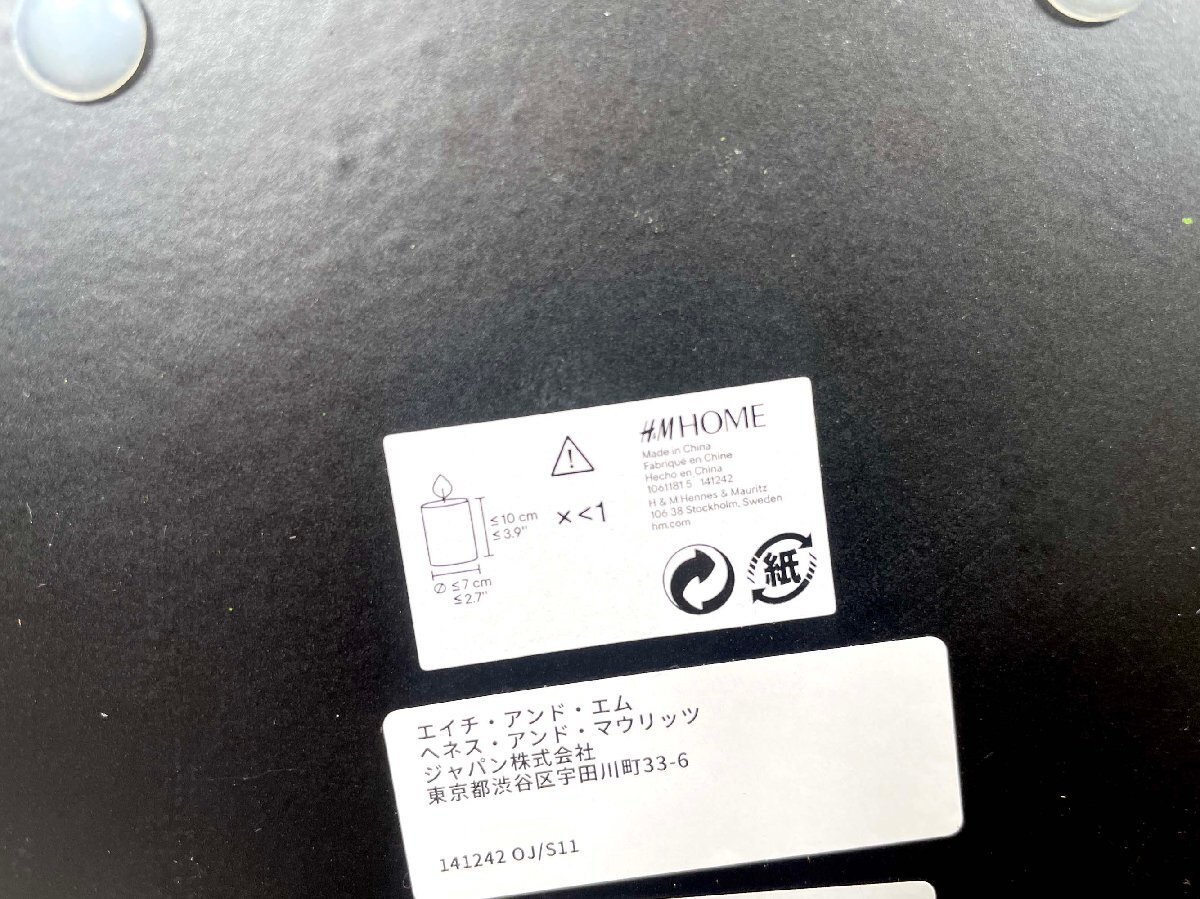 ≤10 cm
≤3.9"
∅ ≤7 cm
≤2.7"
x<1
H&M HOME
Made in China
Fabriqué en Chine
Hecho en China
1061181 5 141242
H & M Hennes & Mauritz
106 38 Stockholm, Sweden
hm.com
紙
エイチ・アンド・エム
ヘネス・アンド・マウリッツ
ジャパン株式会社
東京都渋谷区宇田川町33-6
141242 OJ/S11